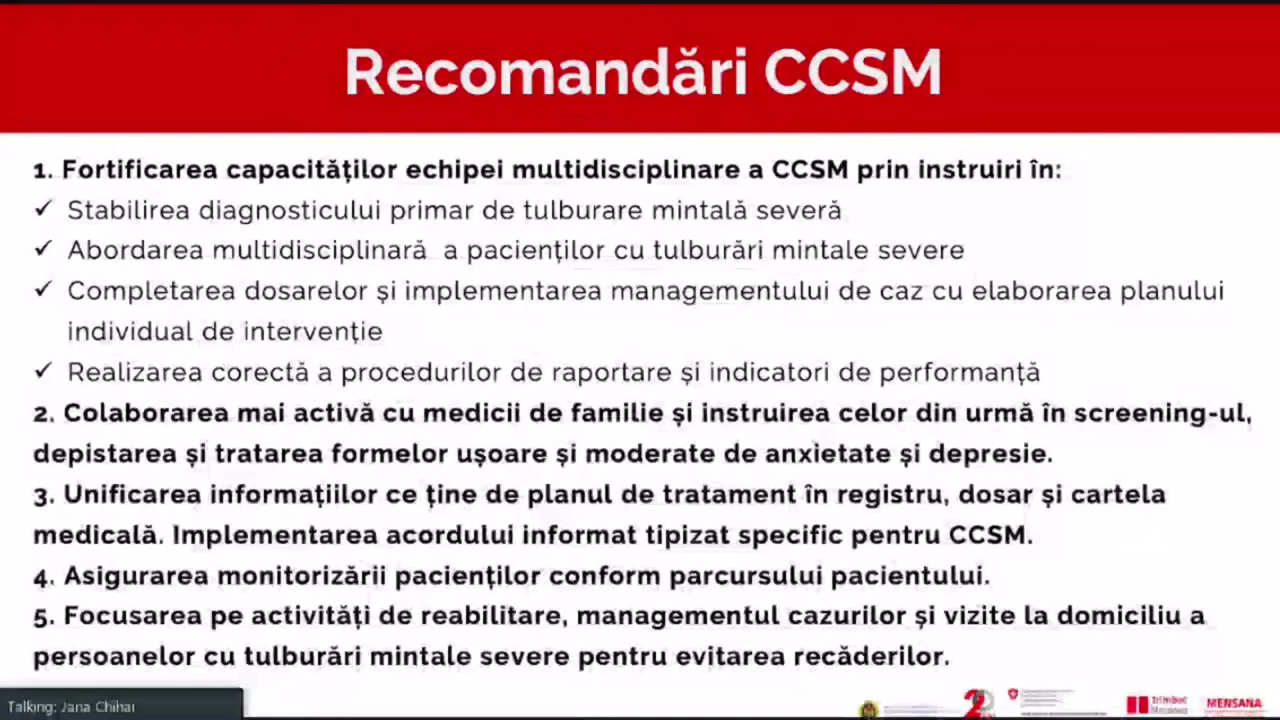 Recomandări CCSM
1. Fortificarea capacităților echipei multidisciplinare a CCSM prin instruiri în:
✓ Stabilirea diagnosticului primar de tulburare mintală severă
✓ Abordarea multidisciplinară a pacienților cu tulburări mintale severe
✓ Completarea dosarelor și implementarea managementului de caz cu elaborarea planului
individual de intervenție
✓ Realizarea corectă a procedurilor de raportare și indicatori de performanță
2. Colaborarea mai activă cu medicii de familie și instruirea celor din urmă în screening-ul,
depistarea și tratarea formelor ușoare și moderate de anxietate și depresie.
3. Unificarea informațiilor ce ține de planul de tratament în registru, dosar și cartela
medicală. Implementarea acordului informat tipizat specific pentru CCSM.
4. Asigurarea monitorizării pacienților conform parcursului pacientului.
5. Focusarea pe activități de reabilitare, managementul cazurilor și vizite la domiciliu a
persoanelor cu tulburări mintale severe pentru evitarea recăderilor.
Talking: Jana Chihai
MENSANA